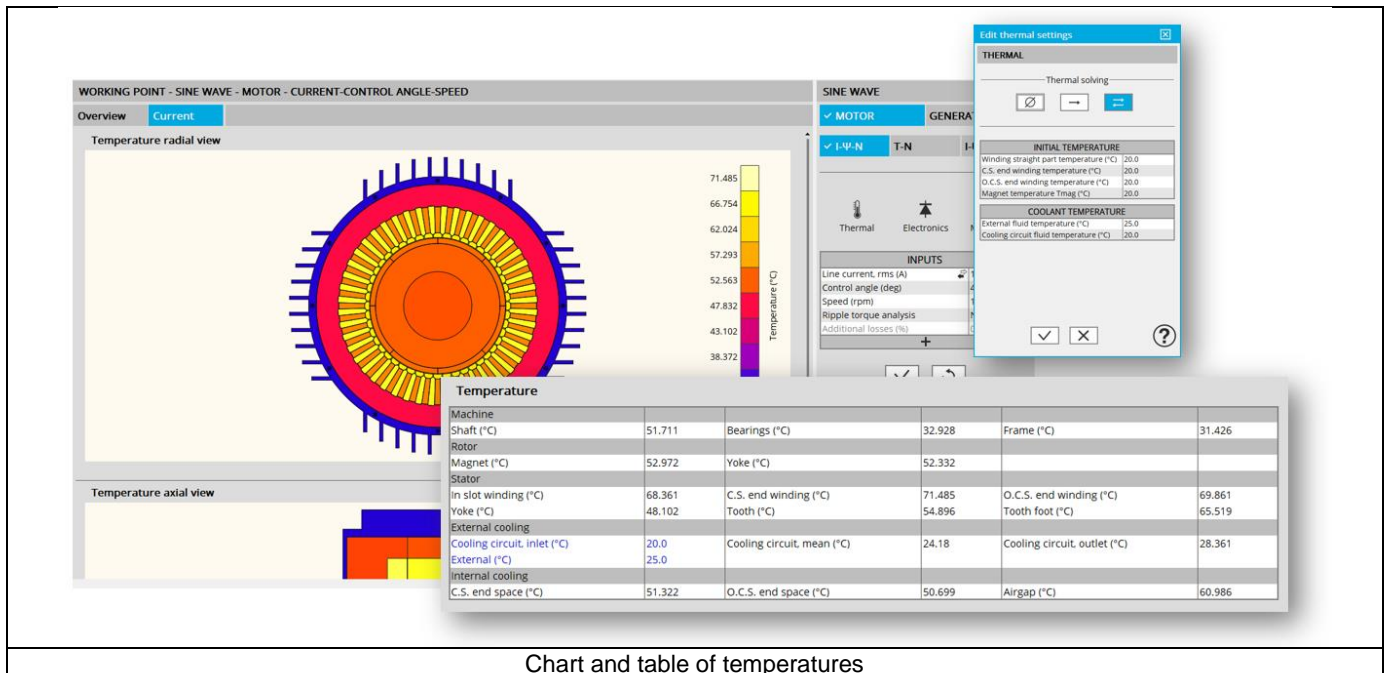 WORKING POINT - SINE WAVE - MOTOR - CURRENT-CONTROL ANGLE-SPEED
Overview Current
Temperature radial view
71.485
66.754
62.024
57.293
52.563
47.832
43.102
38.372
Temperature (°C)
Temperature axial view
SINE WAVE
✓ MOTOR GENERA
✓ I-Ψ-N T-N
Thermal Electronics
INPUTS
Line current, rms (A)
Control angle (deg)
Speed (rpm)
Ripple torque analysis
Additional losses (%)
+
Edit thermal settings
THERMAL
Thermal solving
INITIAL TEMPERATURE
Winding straight part temperature (°C) 20.0
C.S. end winding temperature (°C) 20.0
O.C.S. end winding temperature (°C) 20.0
Magnet temperature Tmag (°C) 20.0
COOLANT TEMPERATURE
External fluid temperature (°C) 25.0
Cooling circuit fluid temperature (°C) 20.0
?
Temperature
Machine
Shaft (°C) 51.711 Bearings (°C) 32.928 Frame (°C) 31.426
Rotor
Magnet (°C) 52.972 Yoke (°C) 52.332
Stator
In slot winding (°C) 68.361 C.S. end winding (°C) 71.485 O.C.S. end winding (°C) 69.861
Yoke (°C) 48.102 Tooth (°C) 54.896 Tooth foot (°C) 65.519
External cooling
Cooling circuit, inlet (°C) 20.0 Cooling circuit, mean (°C) 24.18 Cooling circuit, outlet (°C) 28.361
External (°C) 25.0
Internal cooling
C.S. end space (°C) 51.322 O.C.S. end space (°C) 50.699 Airgap (°C) 60.986
Chart and table of temperatures